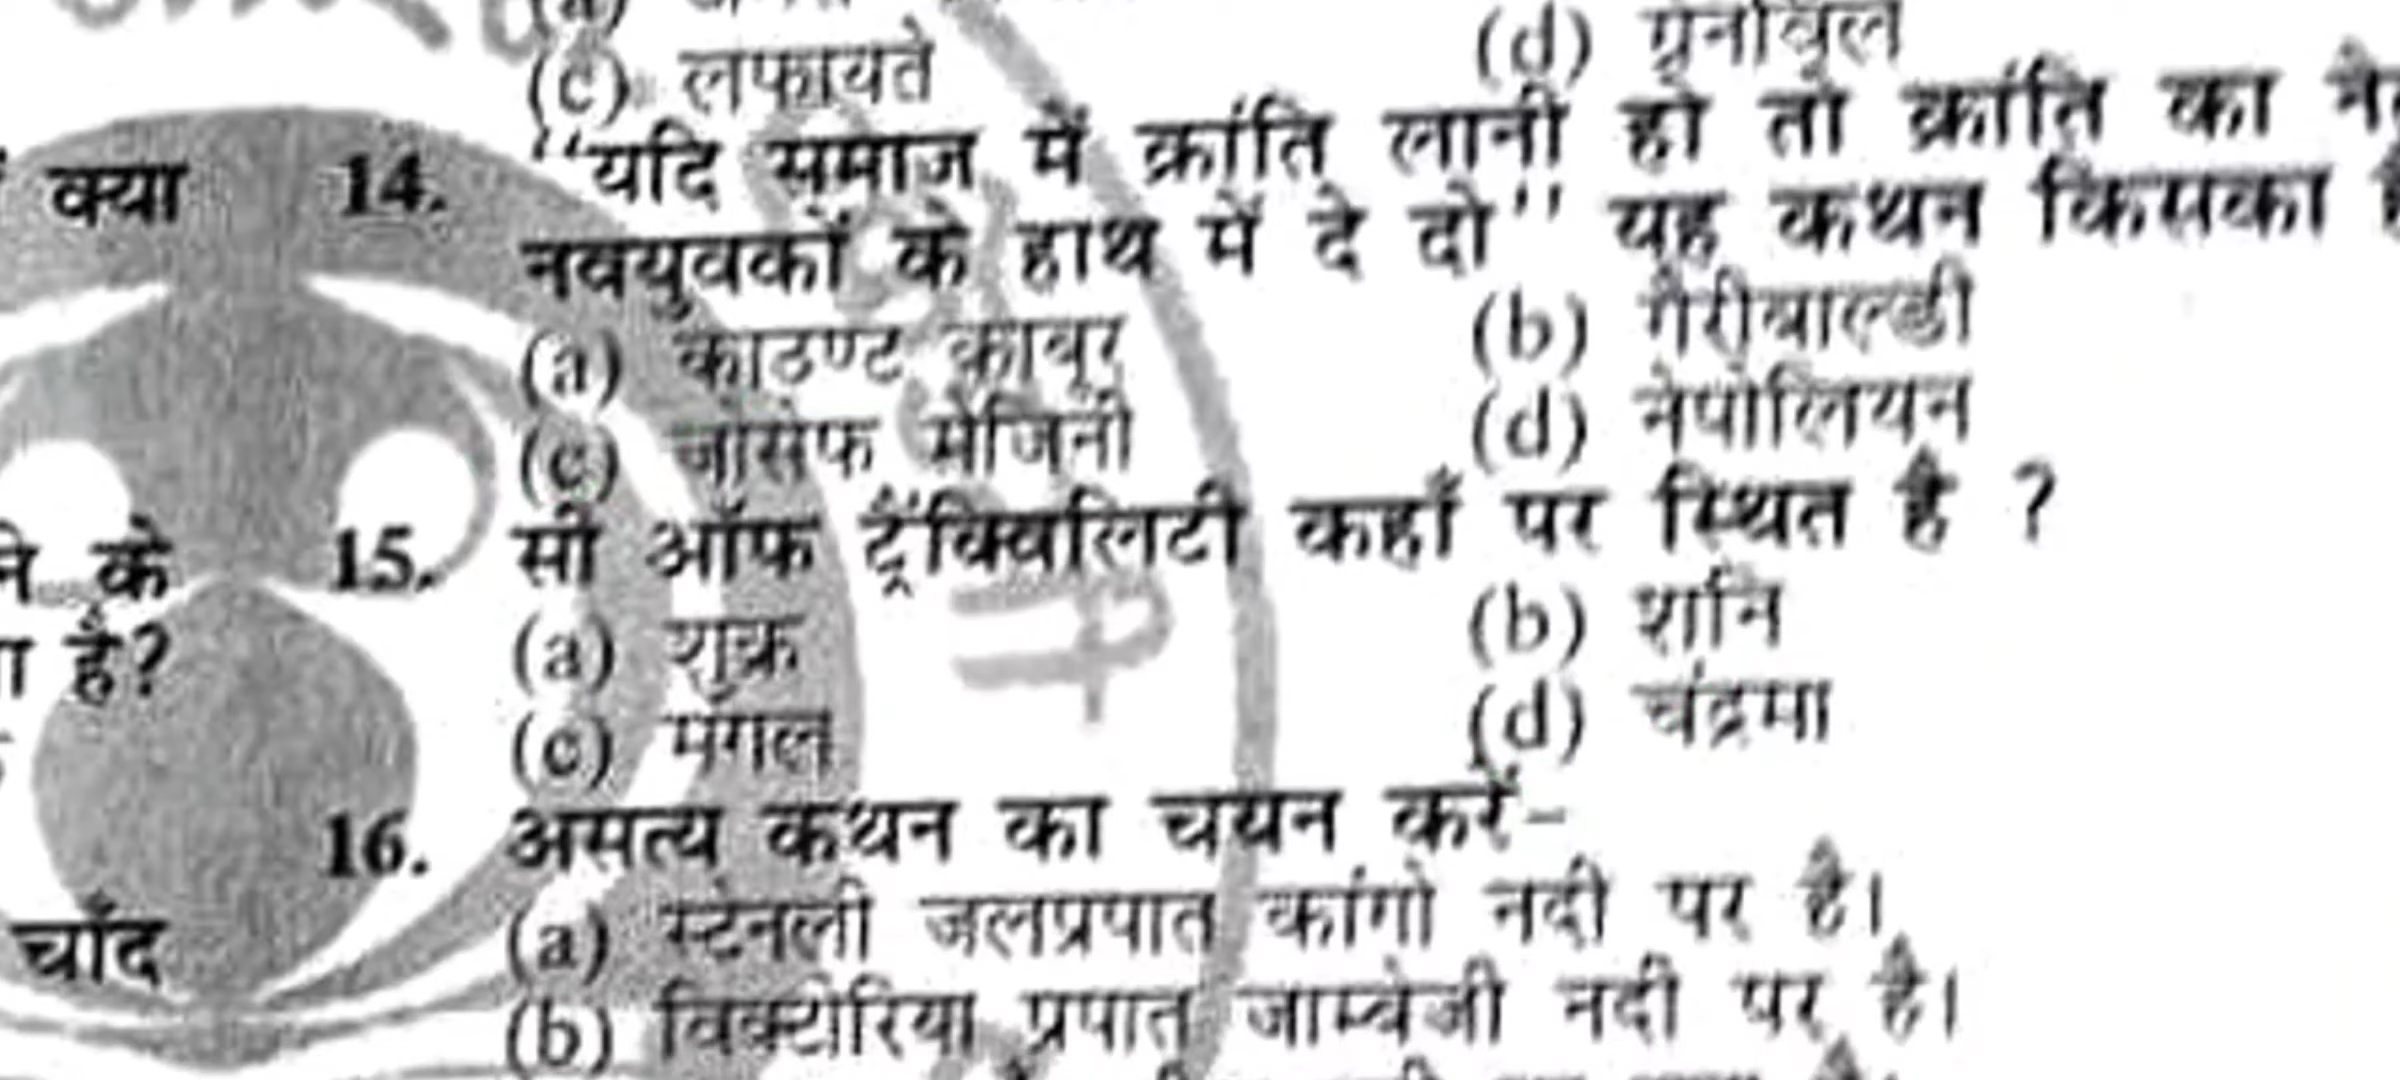 (c) लफायते
(d) ग्रेनोवुल
क्या
14. "यदि समाज में क्रांति लानी हो तो क्रांति का
नवयुवकों के हाथ में दे दो" यह कथन किसका
(a) काठण्ट कावूर
(b) गैरीबाल्डी
(c) जोसेफ मेजिनी
(d) नेपोलियन
के
15. सी ऑफ ट्रैंक्विलिटी कहाँ पर स्थित है ?
है?
(a) शुक्र
(b) शनि
(c) मंगल
(d) चंद्रमा
16. असत्य कथन का चयन करें-
चाँद
(a) स्टेनली जलप्रपात कांगो नदी पर है।
(b) विक्टोरिया प्रपात जाम्बेजी नदी पर है।